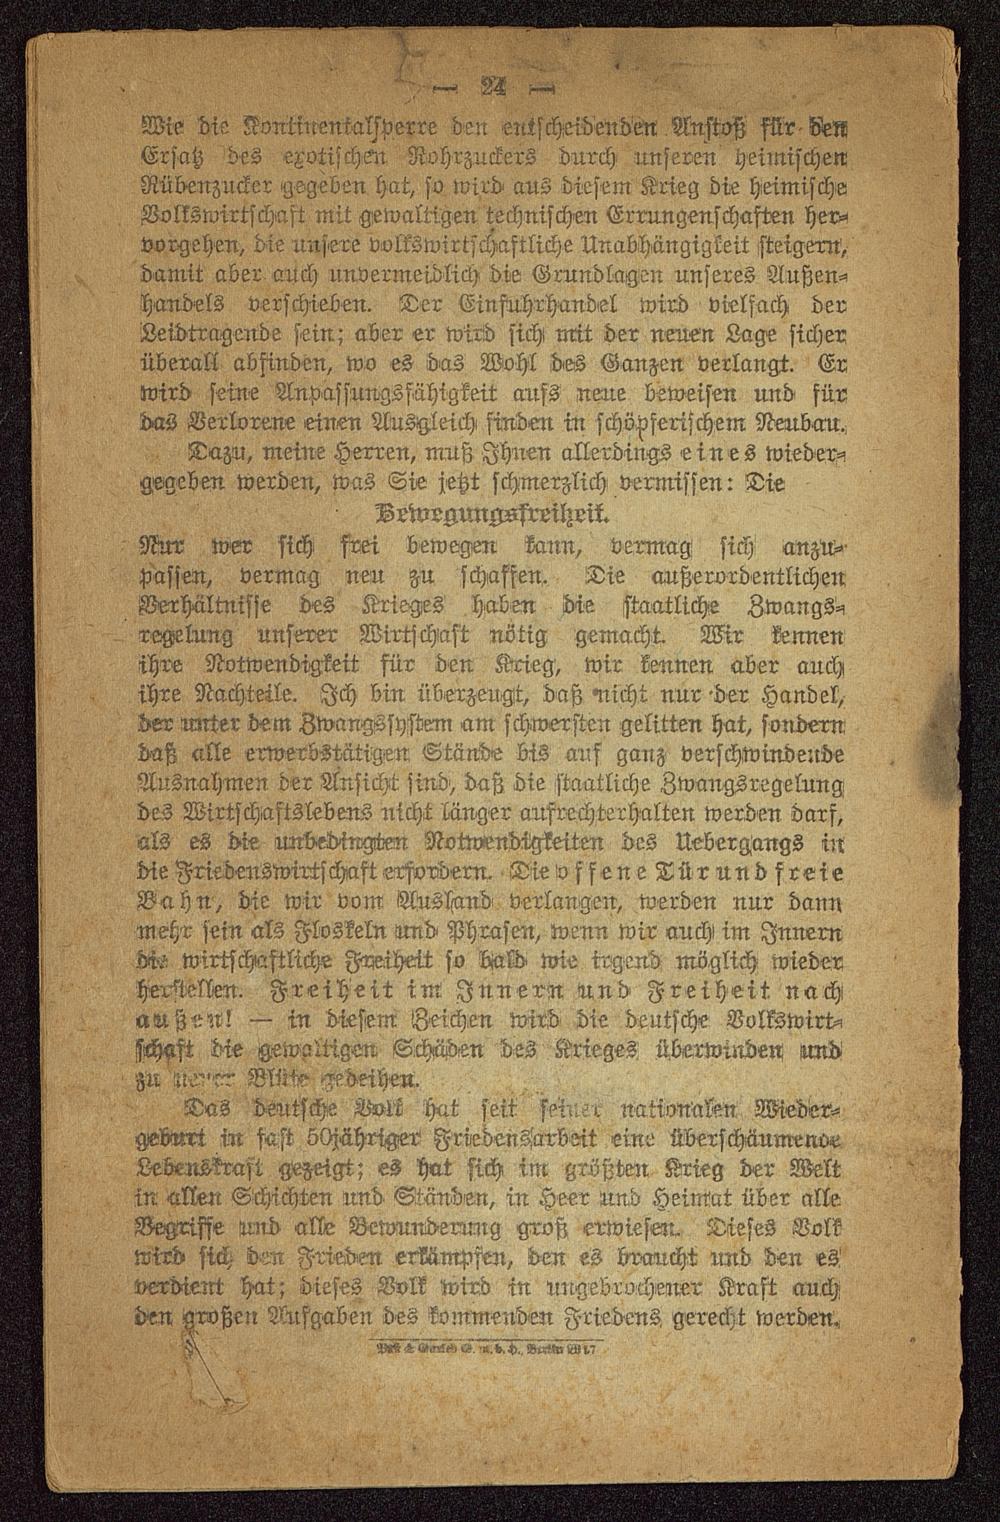 — 24 —
Wie die Kontinentalsperre den entscheidenden Anstoß für den
Ersatz des exotischen Rohrzuckers durch unseren heimischen
Rübenzucker gegeben hat, so wird aus diesem Krieg die heimische
Volkswirtschaft mit gewaltigen technischen Errungenschaften her-
vorgehen, die unsere volkswirtschaftliche Unabhängigkeit steigern,
damit aber auch unvermeidlich die Grundlagen unseres Außen-
handels verschieben. Der Einfuhrhandel wird vielfach der
Leidtragende sein; aber er wird sich mit der neuen Lage sicher
überall abfinden, wo es das Wohl des Ganzen verlangt. Er
wird seine Anpassungsfähigkeit aufs neue beweisen und für
das Verlorene einen Ausgleich finden in schöpferischem Neubau.
Dazu, meine Herren, muß Ihnen allerdings eines wieder-
gegeben werden, was Sie jetzt schmerzlich vermissen: Die
Bewegungsfreiheit.
Nur wer sich frei bewegen kann, vermag sich anzu-
passen, vermag neu zu schaffen. Die außerordentlichen
Verhältnisse des Krieges haben die staatliche Zwangs-
regelung unserer Wirtschaft nötig gemacht. Wir kennen
ihre Notwendigkeit für den Krieg, wir kennen aber auch
ihre Nachteile. Ich bin überzeugt, daß nicht nur der Handel,
der unter dem Zwangssystem am schwersten gelitten hat, sondern
daß alle erwerbstätigen Stände bis auf ganz verschwindende
Ausnahmen der Ansicht sind, daß die staatliche Zwangsregelung
des Wirtschaftslebens nicht länger aufrechterhalten werden darf,
als es die unbedingten Notwendigkeiten des Uebergangs in
die Friedenswirtschaft erfordern. Die offene Tür und freie
Bahn, die wir vom Ausland verlangen, werden nur dann
mehr sein als Floskeln und Phrasen, wenn wir auch im Innern
die wirtschaftliche Freiheit so bald wie irgend möglich wieder
herstellen. Freiheit im Innern und Freiheit nach
außen! — in diesem Zeichen wird die deutsche Volkswirt-
schaft die gewaltigen Schäden des Krieges überwinden und
zu neuer Blüte gedeihen.
Das deutsche Volk hat seit seiner nationalen Wieder-
geburt in fast 50jähriger Friedensarbeit eine überschäumende
Lebenskraft gezeigt; es hat sich im größten Krieg der Welt
in allen Schichten und Ständen, in Heer und Heimat über alle
Begriffe und alle Bewunderung groß erwiesen. Dieses Volk
wird sich den Frieden erkämpfen, den es braucht und den es
verdient hat; dieses Volk wird in ungebrochener Kraft auch
den großen Aufgaben des kommenden Friedens gerecht werden.
G. m. b. H., Berlin W